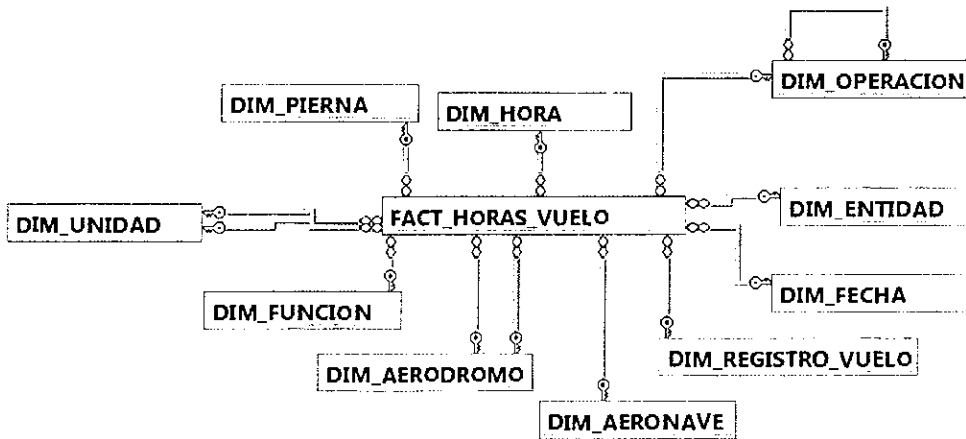 DIM_OPERACION
DIM_PIERNA
DIM_HORA
DIM_UNIDAD
FACT_HORAS_VUELO
DIM_ENTIDAD
DIM_FUNCION
DIM_FECHA
DIM_AERODROMO
DIM_REGISTRO_VUELO
DIM_AERONAVE